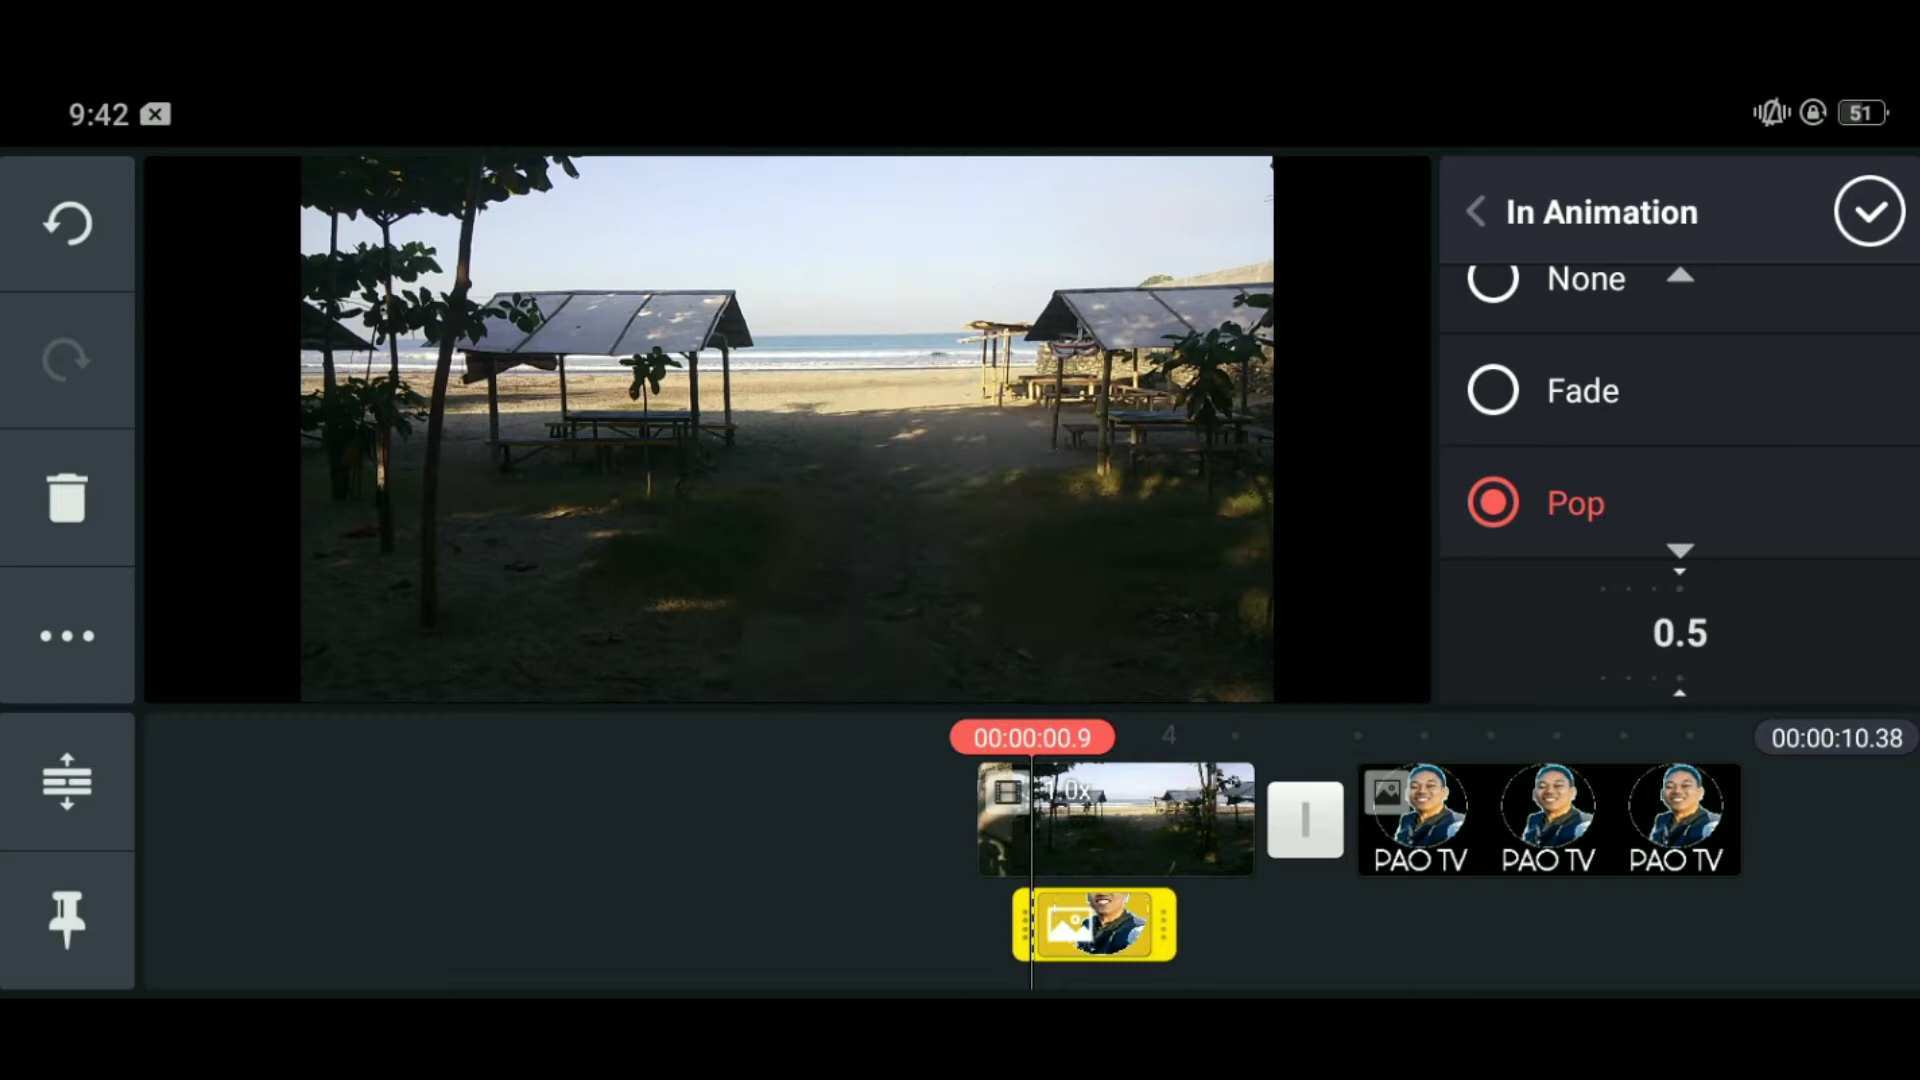 9:42
51
In Animation
None
Fade
Pop
0.5
00:00:00.9
4
00:00:10.38
1.0x
PAO TV PAO TV PAO TV